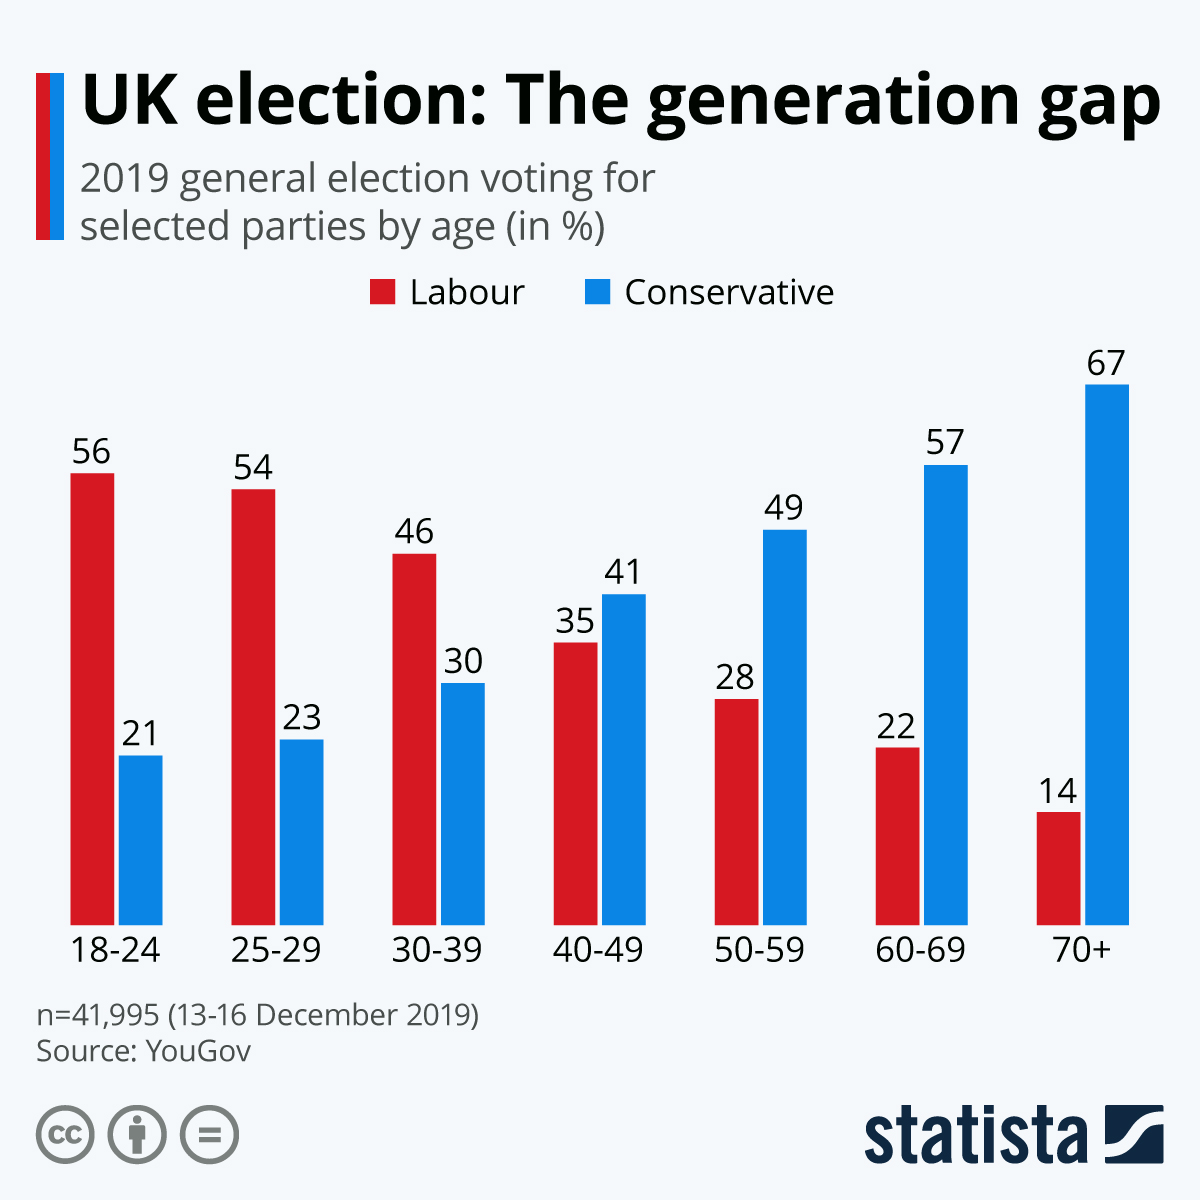 UK election: The generation gap
2019 general election voting for
selected parties by age (in %)
Labour Conservative
56 21 54 23 46 30 35 41 28 49 22 57 14 67
18-24 25-29 30-39 40-49 50-59 60-69 70+
n=41,995 (13-16 December 2019)
Source: YouGov
cc =
statista